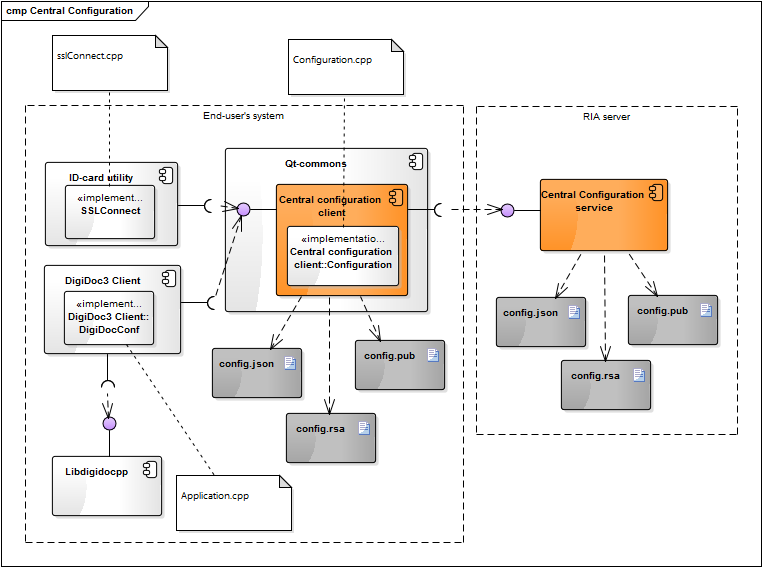 cmp Central Configuration
sslConnect.cpp
Configuration.cpp
End-user's system
RIA server
ID-card utility
«implement...
SSLConnect
Qt-commons
Central configuration
client
«implementatio...
Central configuration
client::Configuration
Central Configuration
service
DigiDoc3 Client
«implement...
DigiDoc3 Client::
DigiDocConf
config.json
config.pub
config.rsa
config.json
config.pub
config.rsa
Libdigidocpp
Application.cpp